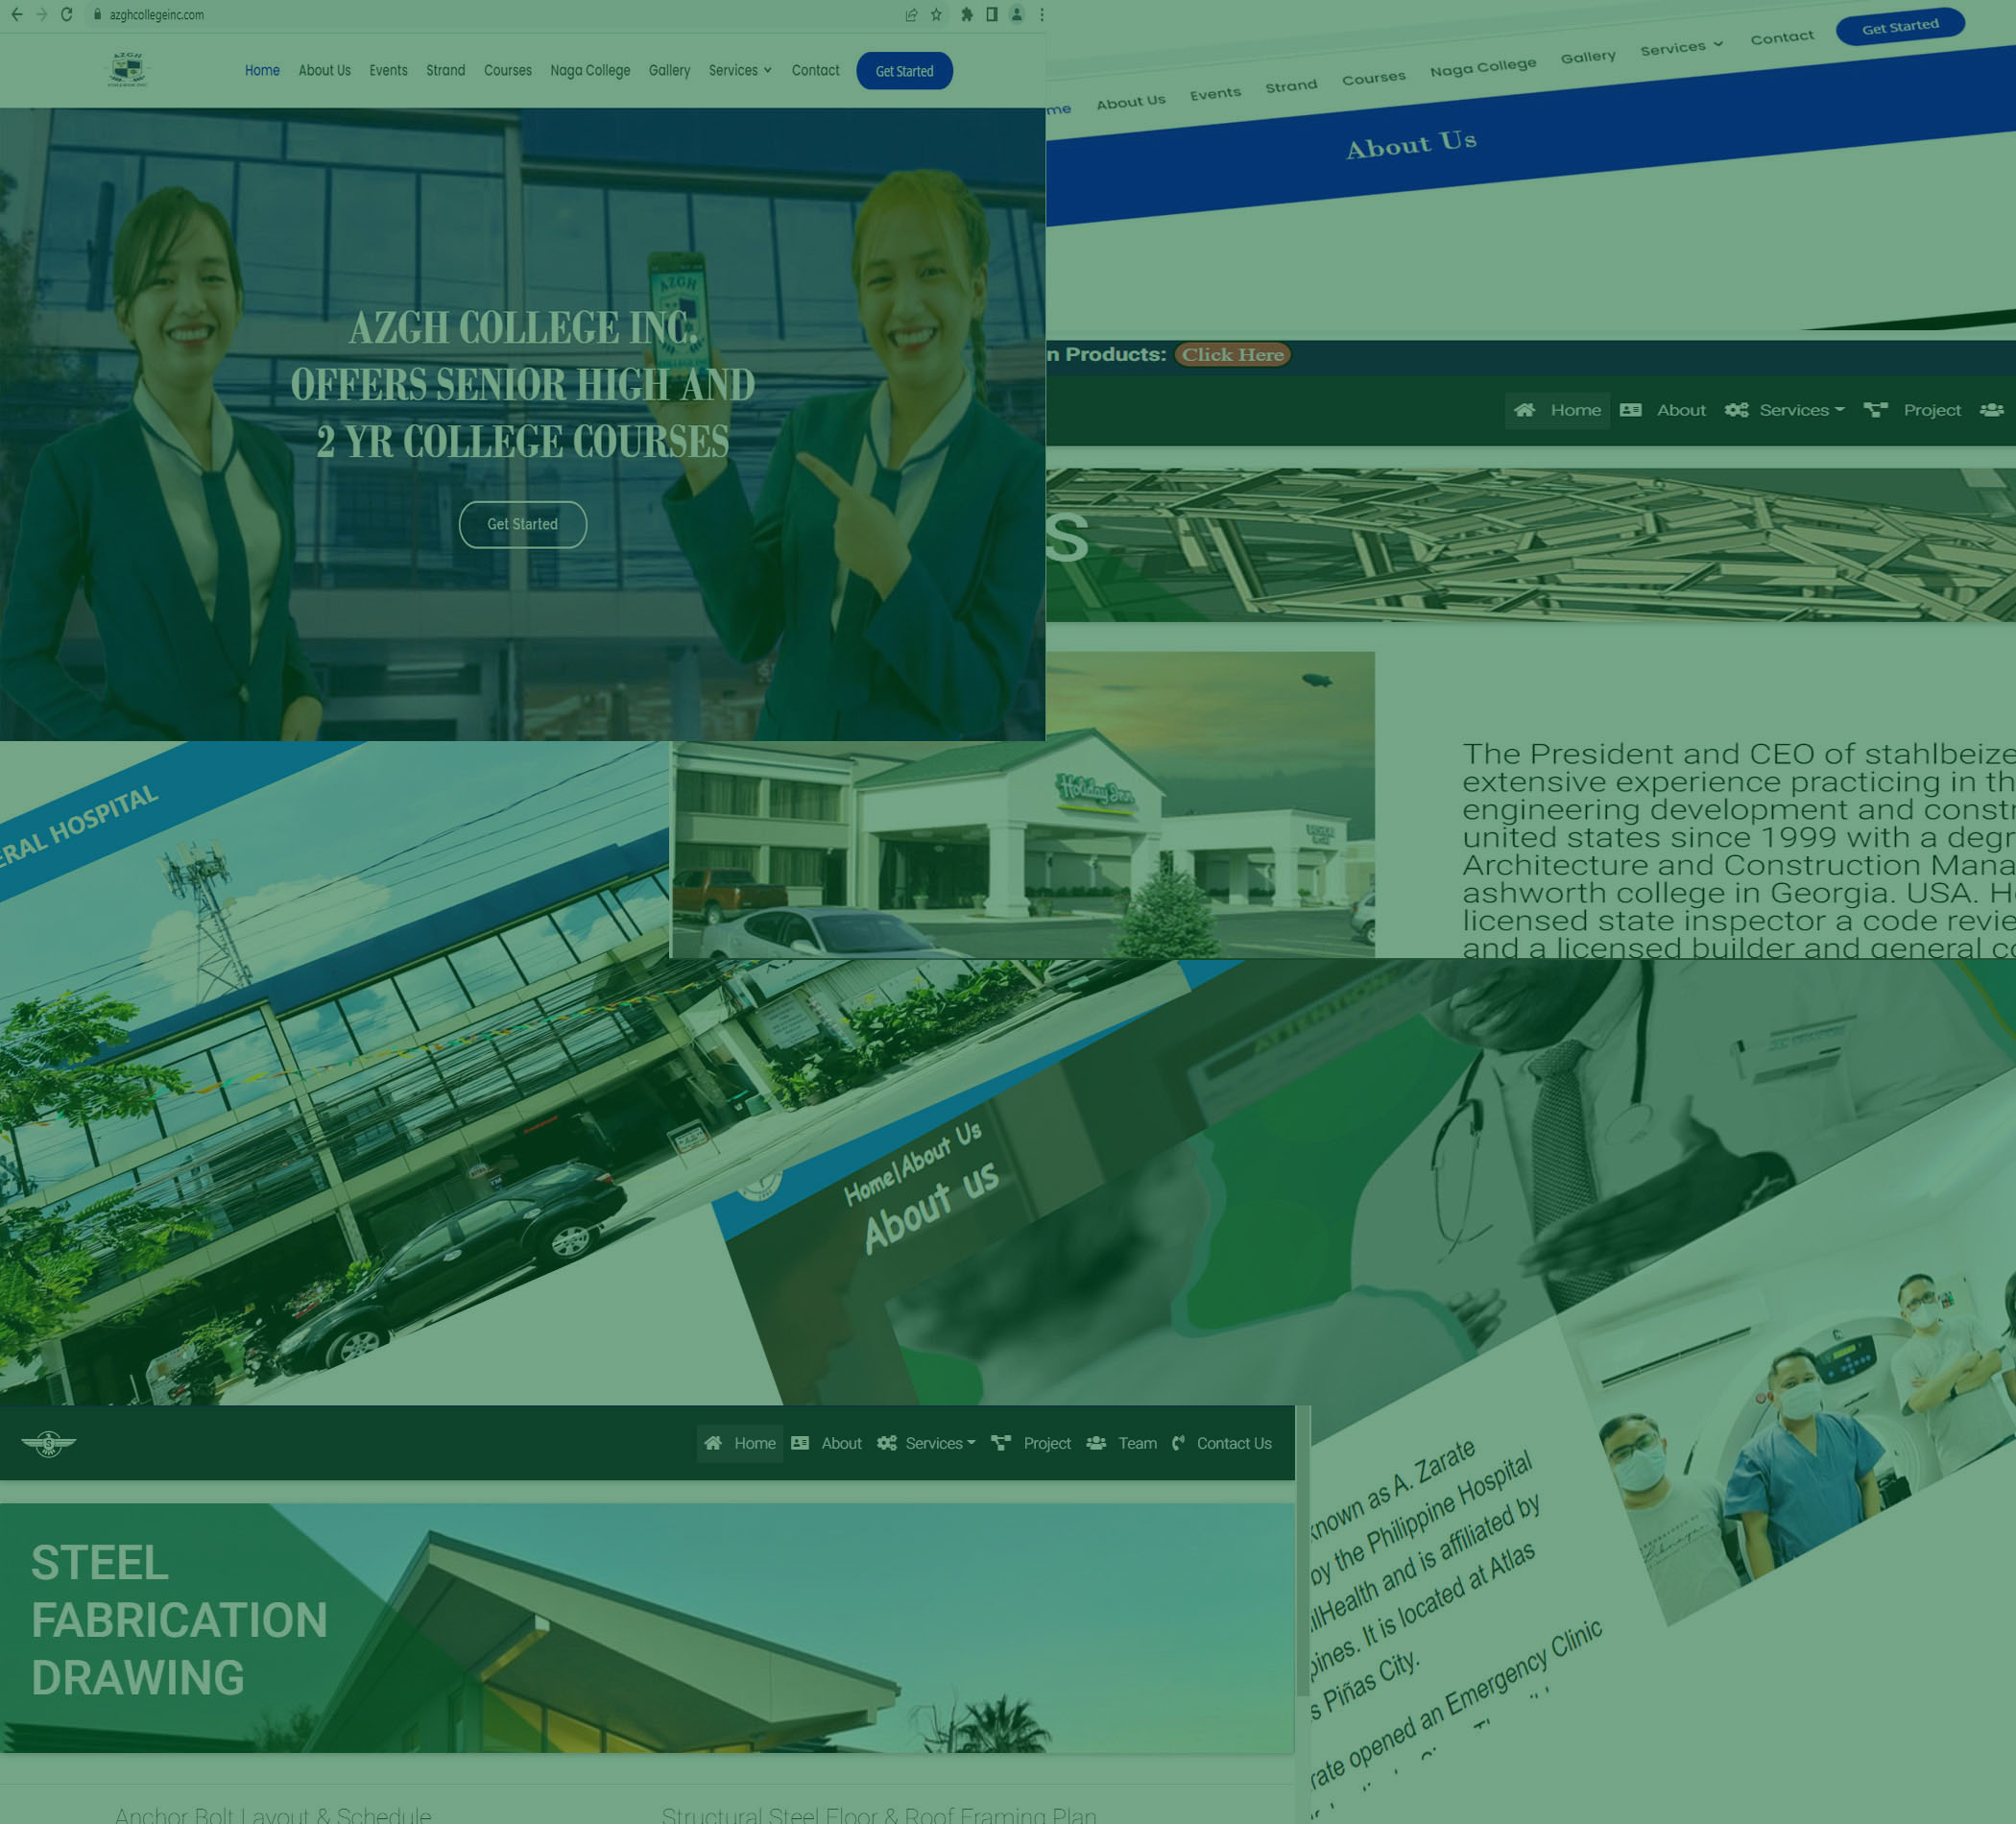 azghcollegeinc.com
AZGH
Home About Us Events Strand Courses Naga College Gallery Services Contact Get Started
AZGH
AZGH COLLEGE INC.
OFFERS SENIOR HIGH AND
2 YR COLLEGE COURSES
Get Started
me About Us Events Strand Courses Naga College Gallery Services Contact Get Started
About Us
n Products: Click Here
Home About Services Project
S
Holiday Inn
The President and CEO of stahlbeize
extensive experience practicing in th
engineering development and constr
united states since 1999 with a degr
Architecture and Construction Mana
ashworth college in Georgia. USA. H
licensed state inspector a code revie
and a licensed builder and general co
ERAL HOSPITAL
ATTENTION
Home|About Us
About us
S
Home About Services Project Team Contact Us
STEEL
FABRICATION
DRAWING
Anchor Bolt Layout & Schedule
Structural Steel Floor & Roof Framing Plan
known as A. Zarate
by the Philippine Hospital
ilHealth and is affiliated by
pines. It is located at Atlas
s Piñas City.
rate opened an Emergency Clinic